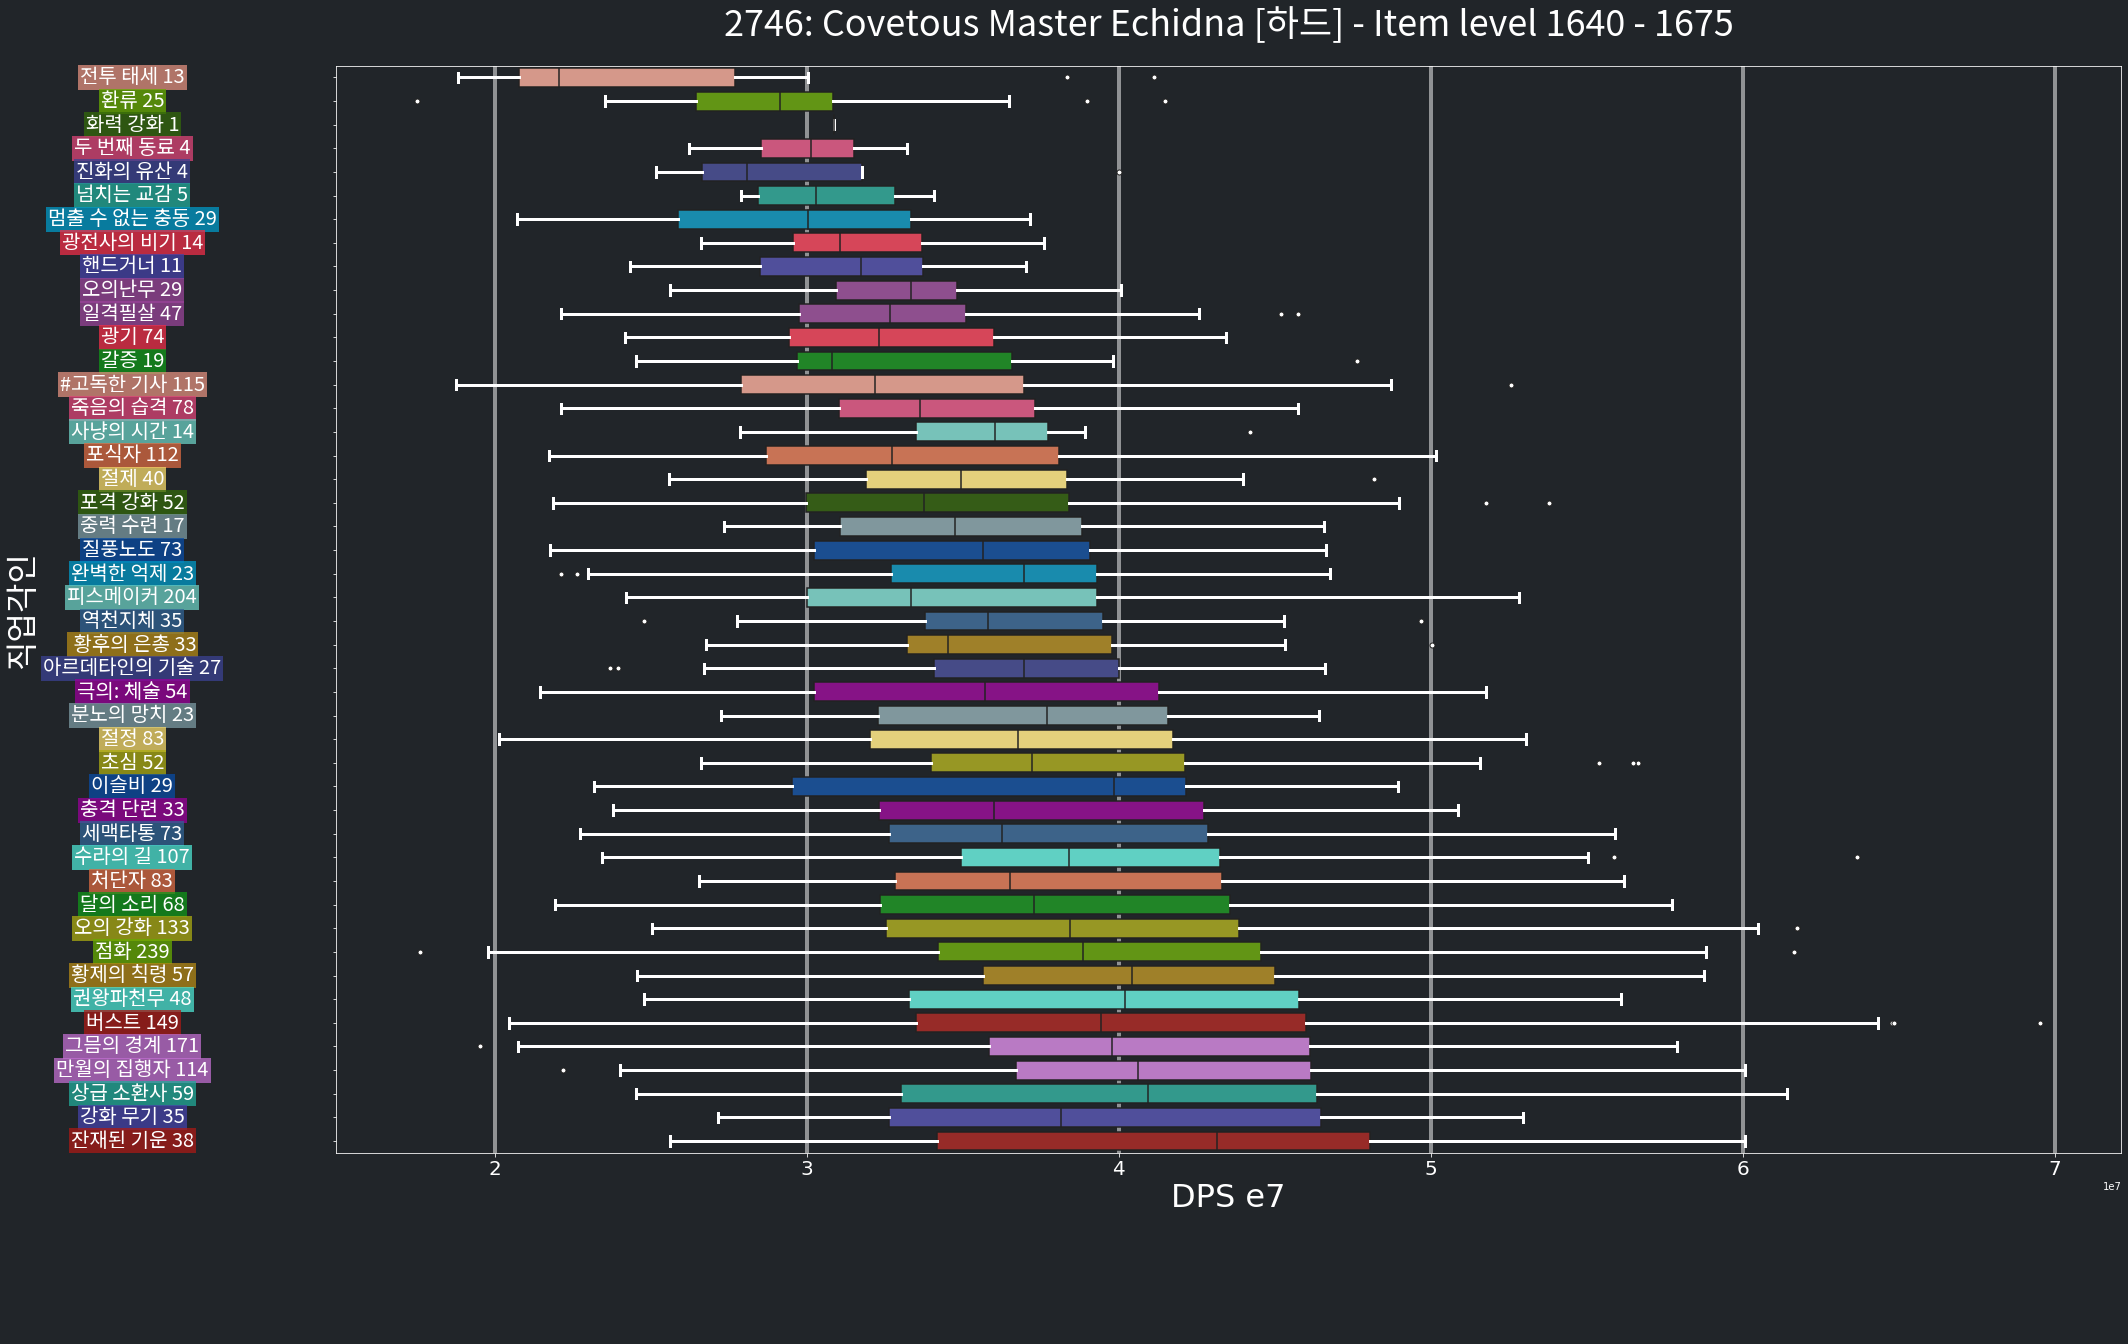 2746: Covetous Master Echidna [하드] - Item level 1640 - 1675
전투 태세 13
환류 25
화력 강화 1
두 번째 동료 4
진화의 유산 4
넘치는 교감 5
멈출 수 없는 충동 29
광전사의 비기 14
핸드거너 11
오의난무 29
일격필살 47
광기 74
갈증 19
#고독한 기사 115
죽음의 습격 78
사냥의 시간 14
포식자 112
절제 40
포격 강화 52
중력 수련 17
질풍노도 73
완벽한 억제 23
피스메이커 204
역천지체 35
황후의 은총 33
아르데타인의 기술 27
극의: 체술 54
분노의 망치 23
절정 83
초심 52
이슬비 29
충격 단련 33
세맥타통 73
수라의 길 107
처단자 83
달의 소리 68
오의 강화 133
점화 239
황제의 칙령 57
권왕파천무 48
버스트 149
그믐의 경계 171
만월의 집행자 114
상급 소환사 59
강화 무기 35
잔재된 기운 38
직업각인
2 3 4 5 6 7
1e7
DPS e7